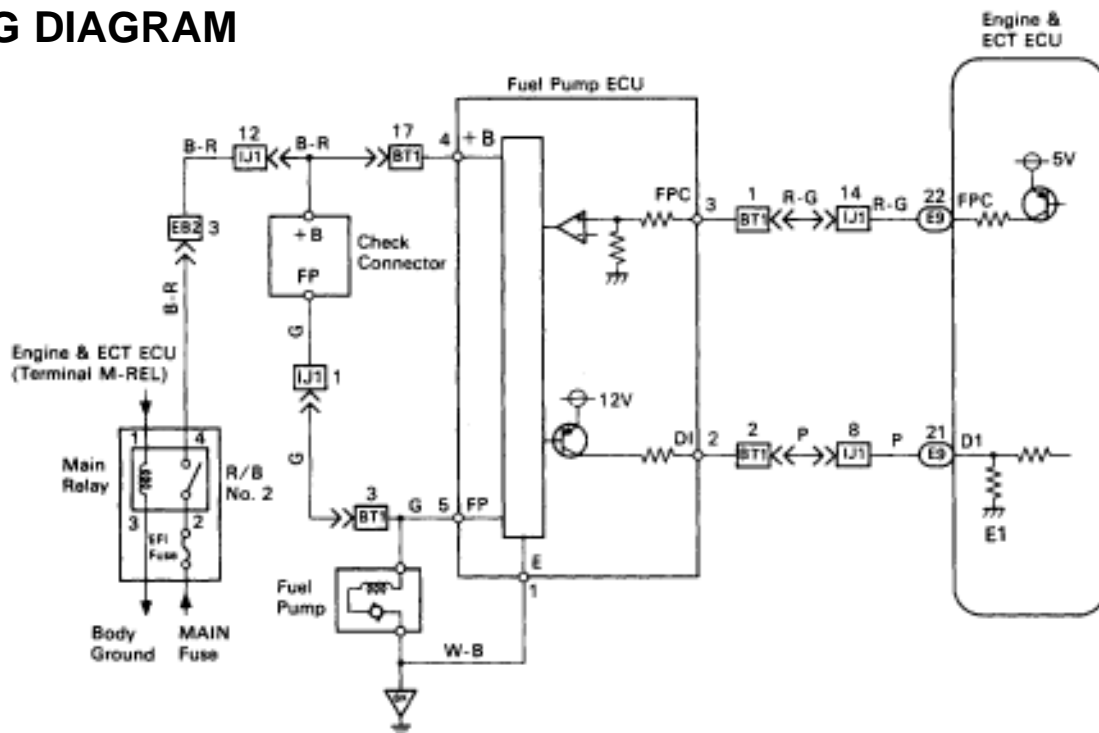 G DIAGRAM
Engine &
ECT ECU
Fuel Pump ECU
B-R
12
IJ1
B-R
17
BT1
4
+ B
FPC
3
1
BT1
R-G
14
IJ1
R-G
22
E9
FPC
5V
EB2
3
+ B
FP
Check
Connector
B-R
G
Engine & ECT ECU
(Terminal M-REL)
IJ1
1
12V
1
4
Main
Relay
R/B
No. 2
G
DI
2
2
BT1
P
8
IJ1
P
21
E9
D1
3
2
EFI
Fuse
3
BT1
G
5
FP
E1
E
1
Fuel
Pump
Body
Ground
MAIN
Fuse
W-B